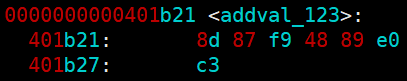 0000000000401b21 <addval_123>:
401b21: 8d 87 f9 48 89 e0
401b27: c3